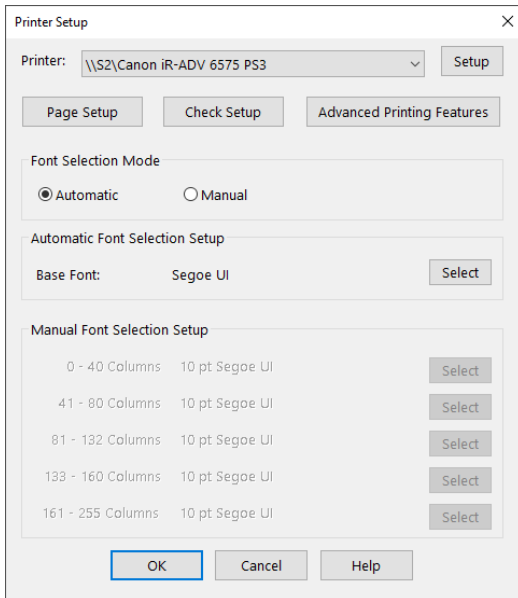 Printer Setup
Printer: \\S2\Canon iR-ADV 6575 PS3 Setup
Page Setup Check Setup Advanced Printing Features
Font Selection Mode
Automatic Manual
Automatic Font Selection Setup
Base Font: Segoe UI Select
Manual Font Selection Setup
0 - 40 Columns 10 pt Segoe UI Select
41 - 80 Columns 10 pt Segoe UI Select
81 - 132 Columns 10 pt Segoe UI Select
133 - 160 Columns 10 pt Segoe UI Select
161 - 255 Columns 10 pt Segoe UI Select
OK Cancel Help